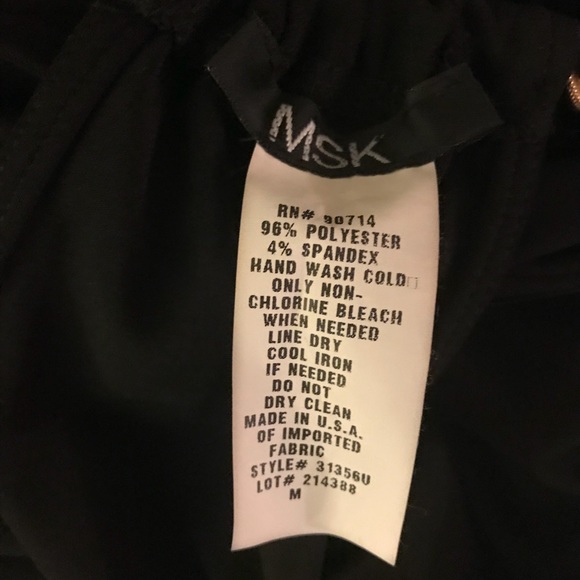 MSK
RN# 90714
96% POLYESTER
4% SPANDEX
HAND WASH COLD
ONLY NON-
CHLORINE BLEACH
WHEN NEEDED
LINE DRY
COOL IRON
IF NEEDED
DO NOT
DRY CLEAN
MADE IN U.S.A.
OF IMPORTED
FABRIC
STYLE# 31356U
LOT# 214388
M